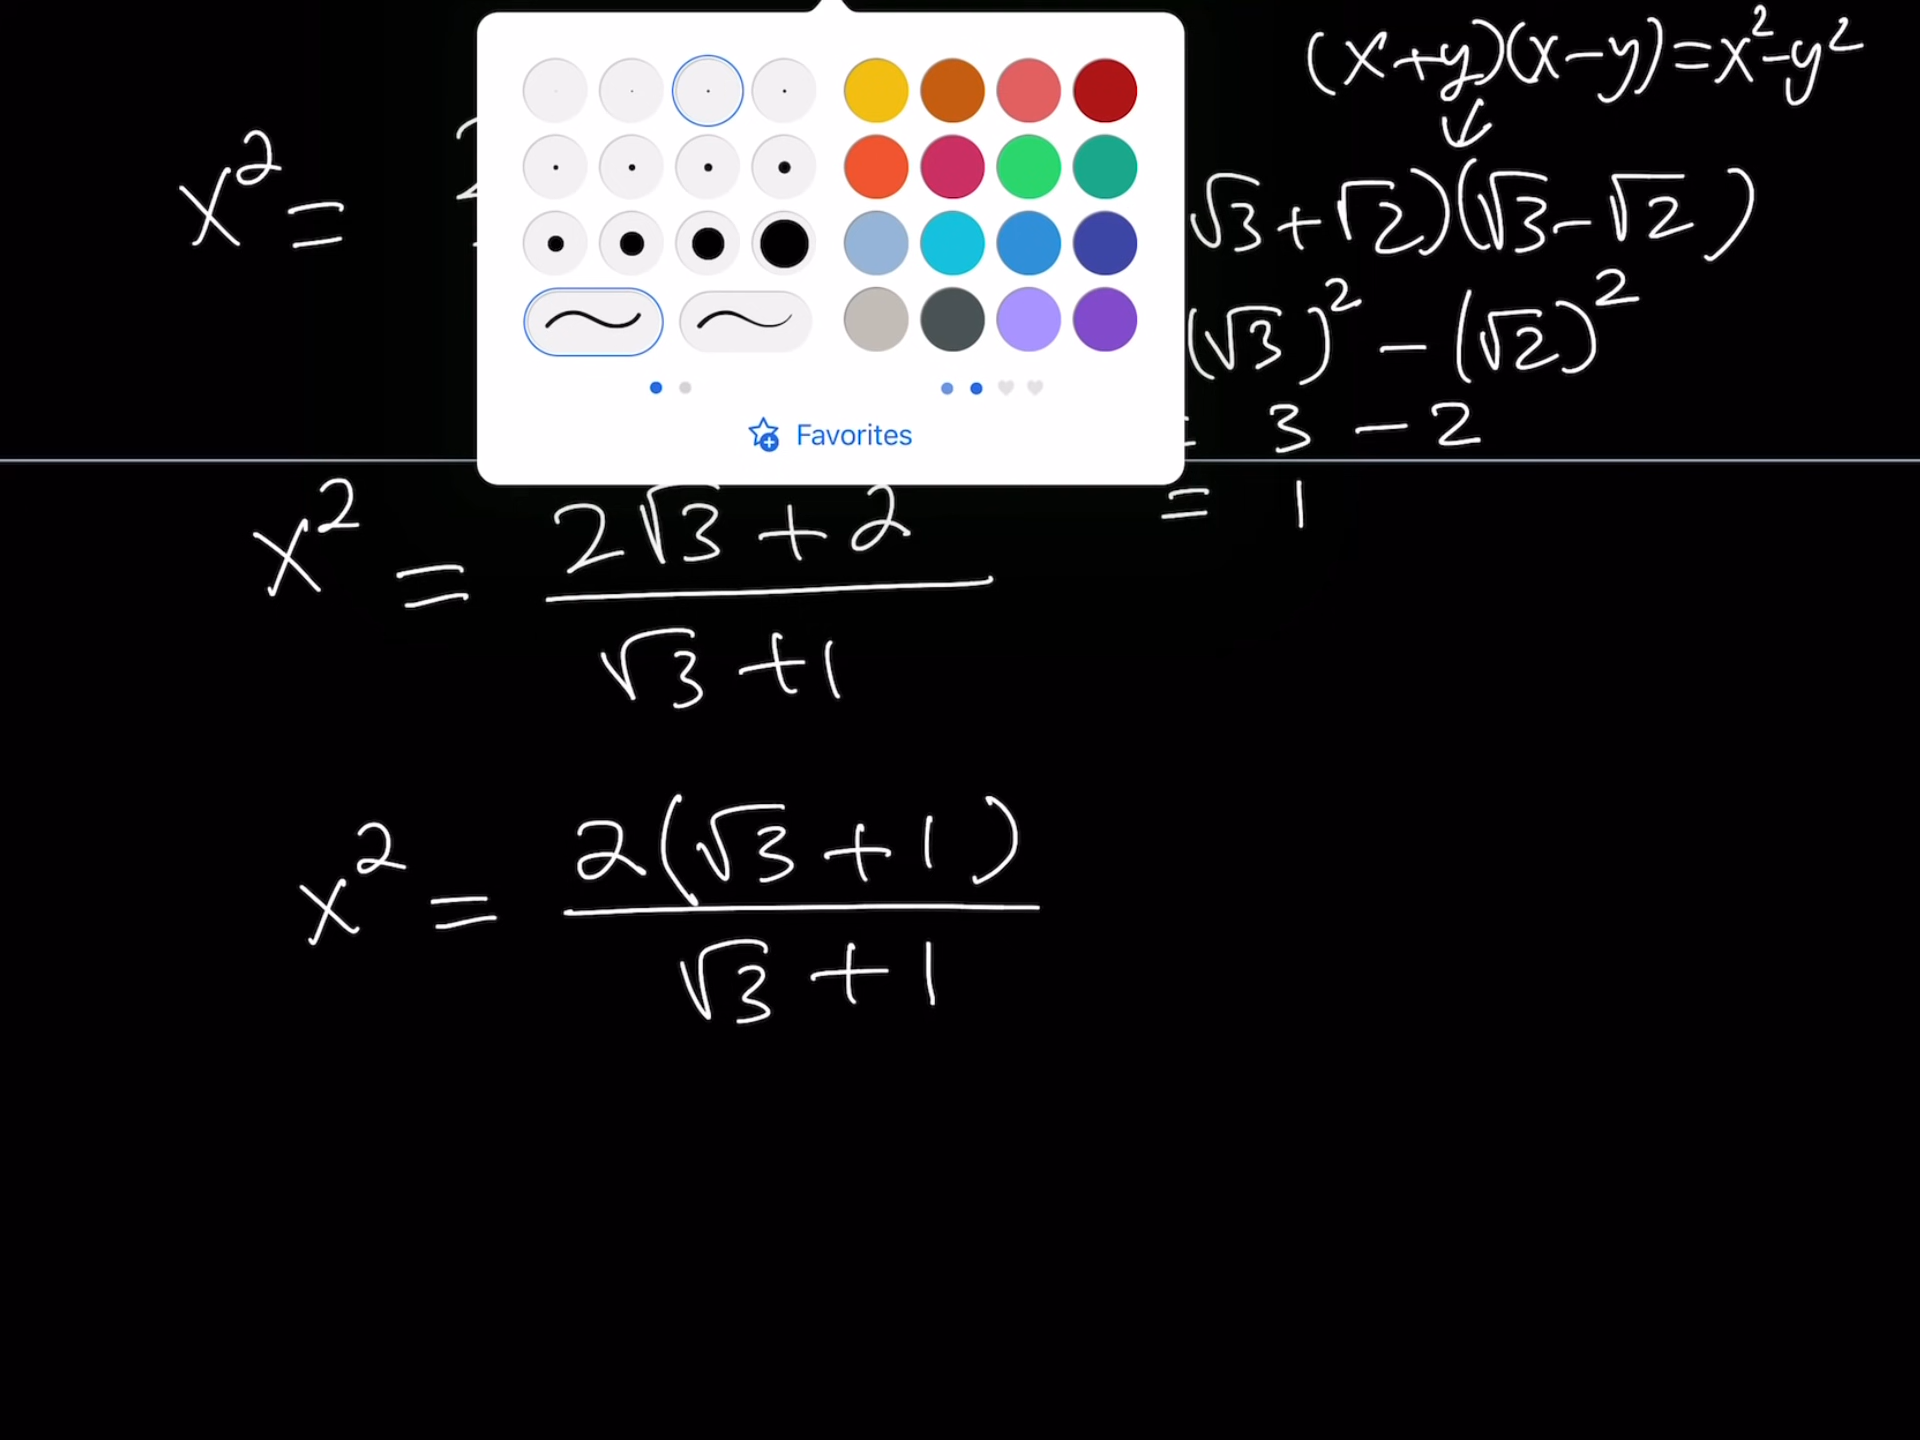 (x+y)(x-y)=x²-y²
x² =
√3+√2)(√3-√2)
(√3)² - (√2)²
3 - 2
= 1
Favorites
x² = (2√3+2)/(√3+1)
x² = 2(√3+1)/(√3+1)